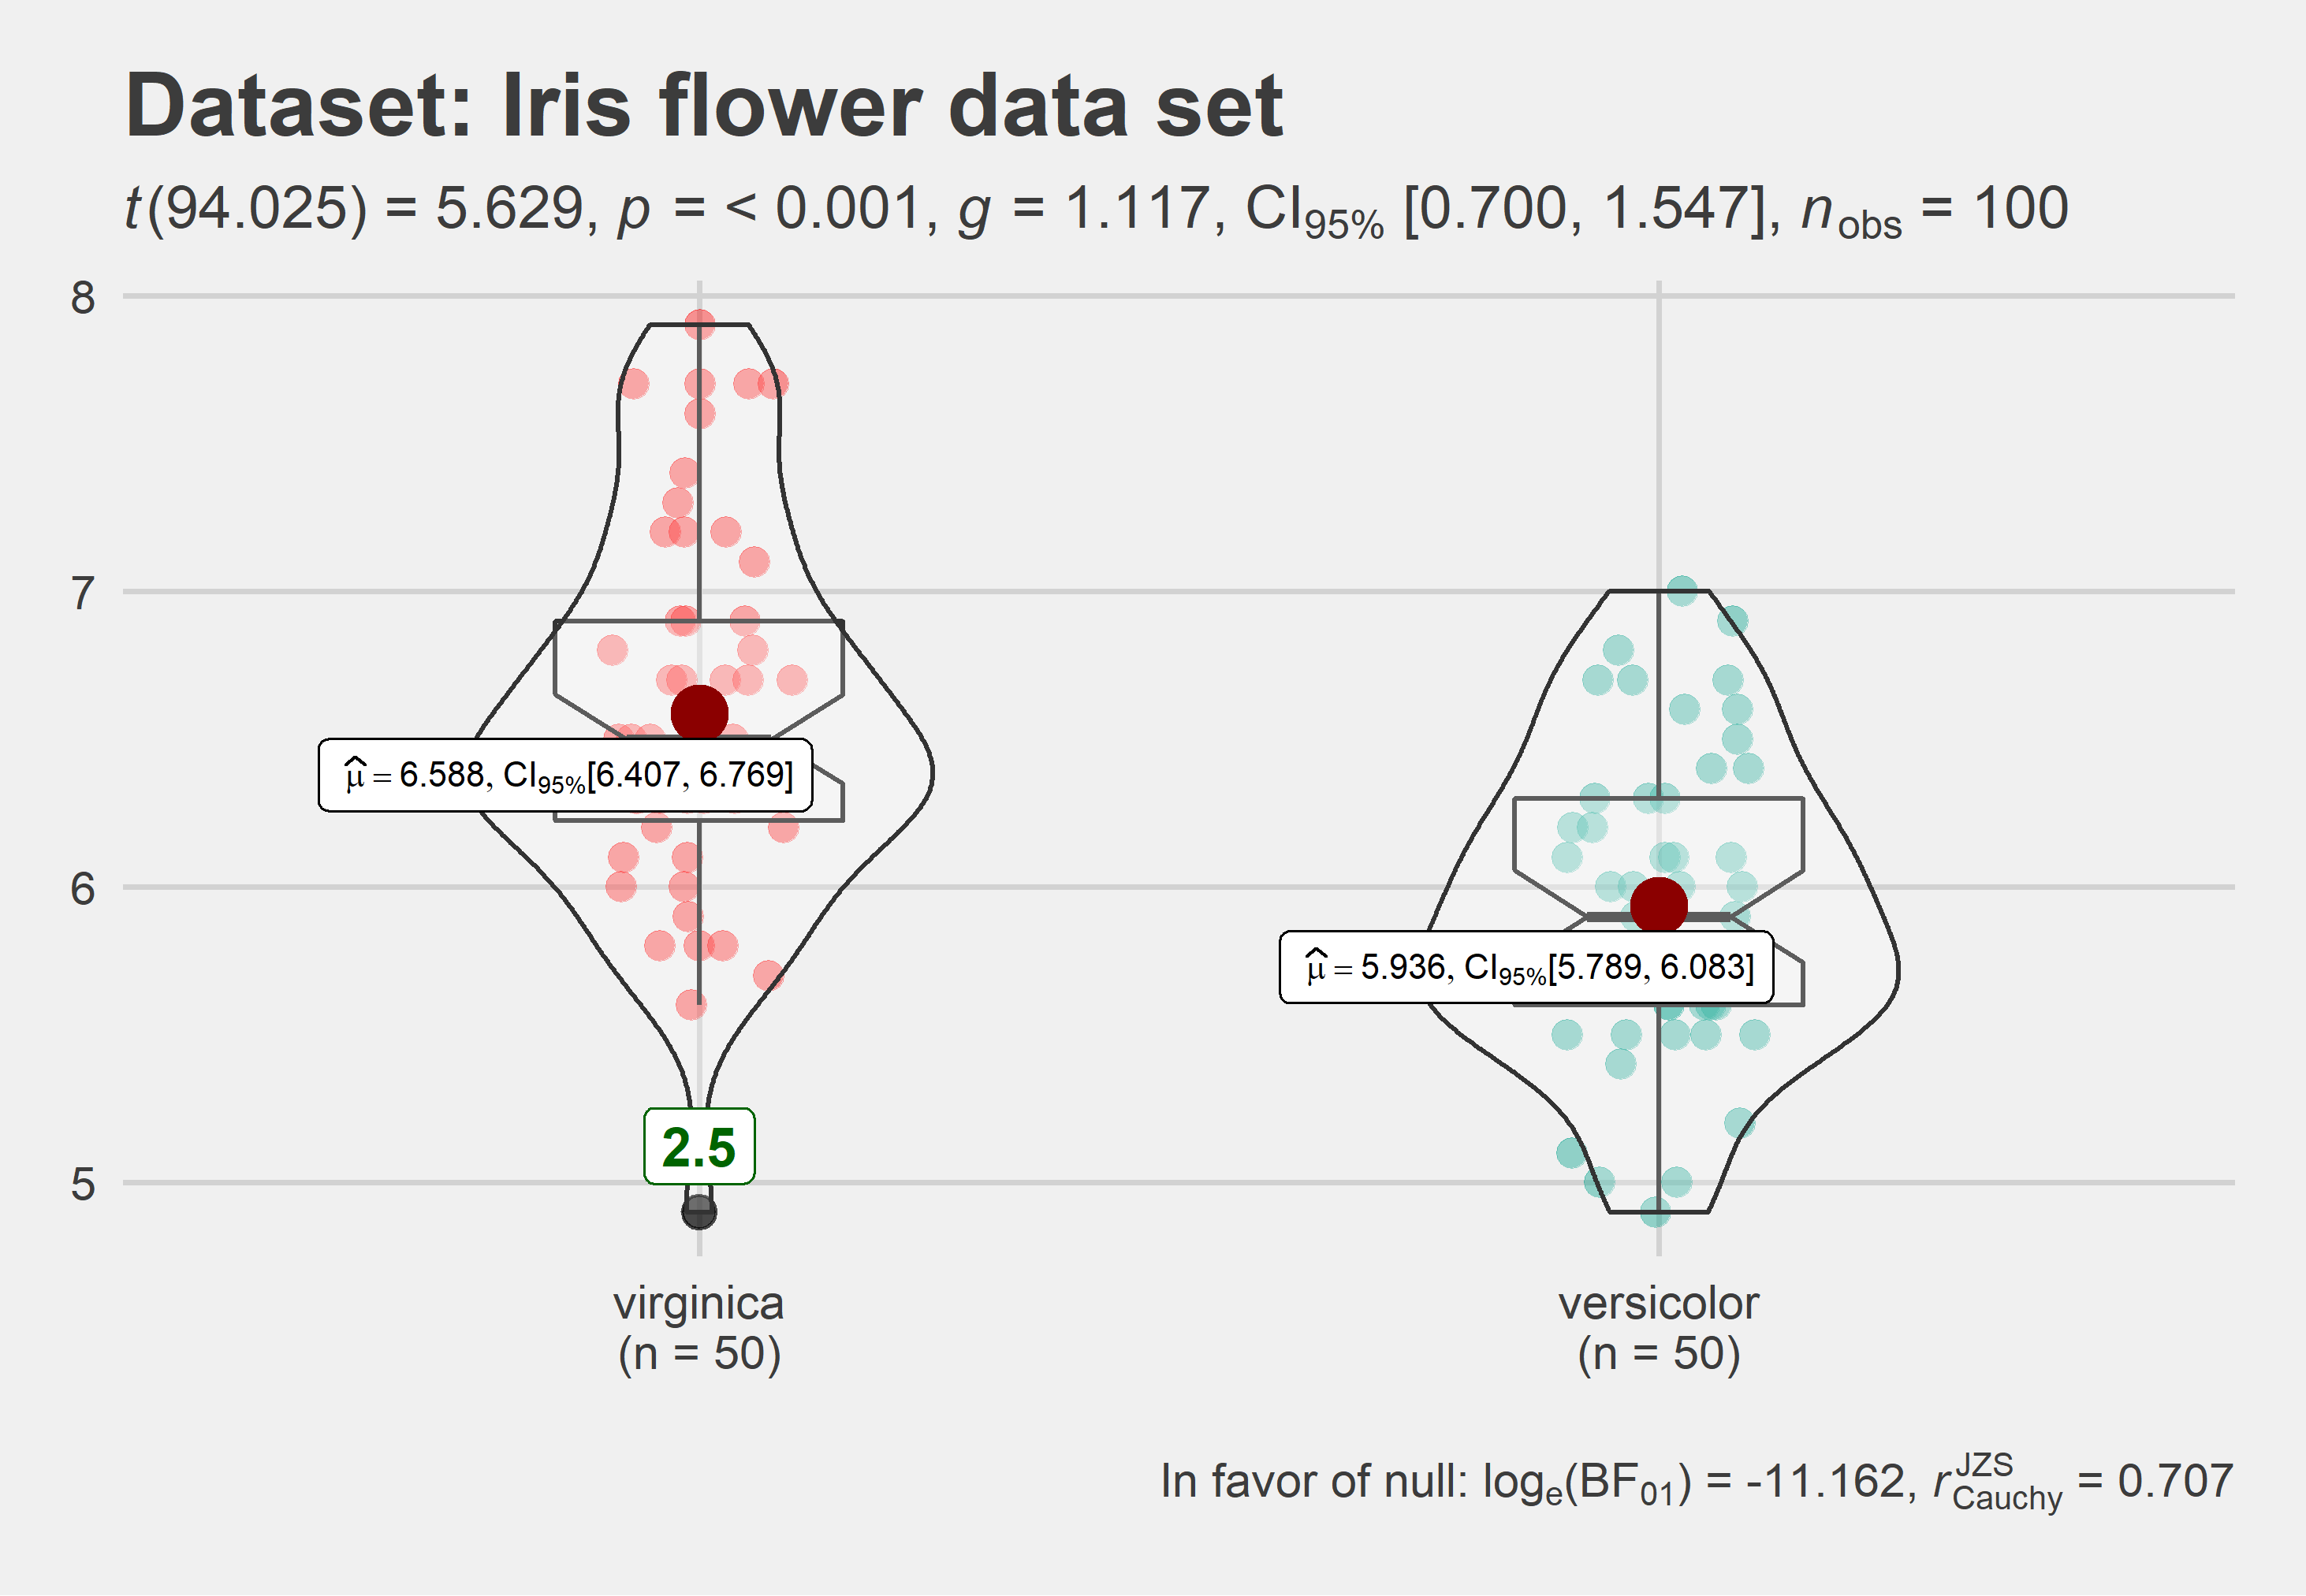 Dataset: Iris flower data set
t(94.025) = 5.629, p = < 0.001, g = 1.117, CI95% [0.700, 1.547], nobs = 100
8
7
6
5
μ̂ = 6.588, CI95%[6.407, 6.769]
μ̂ = 5.936, CI95%[5.789, 6.083]
2.5
virginica
(n = 50)
versicolor
(n = 50)
In favor of null: loge(BF01) = -11.162, r JZS Cauchy = 0.707